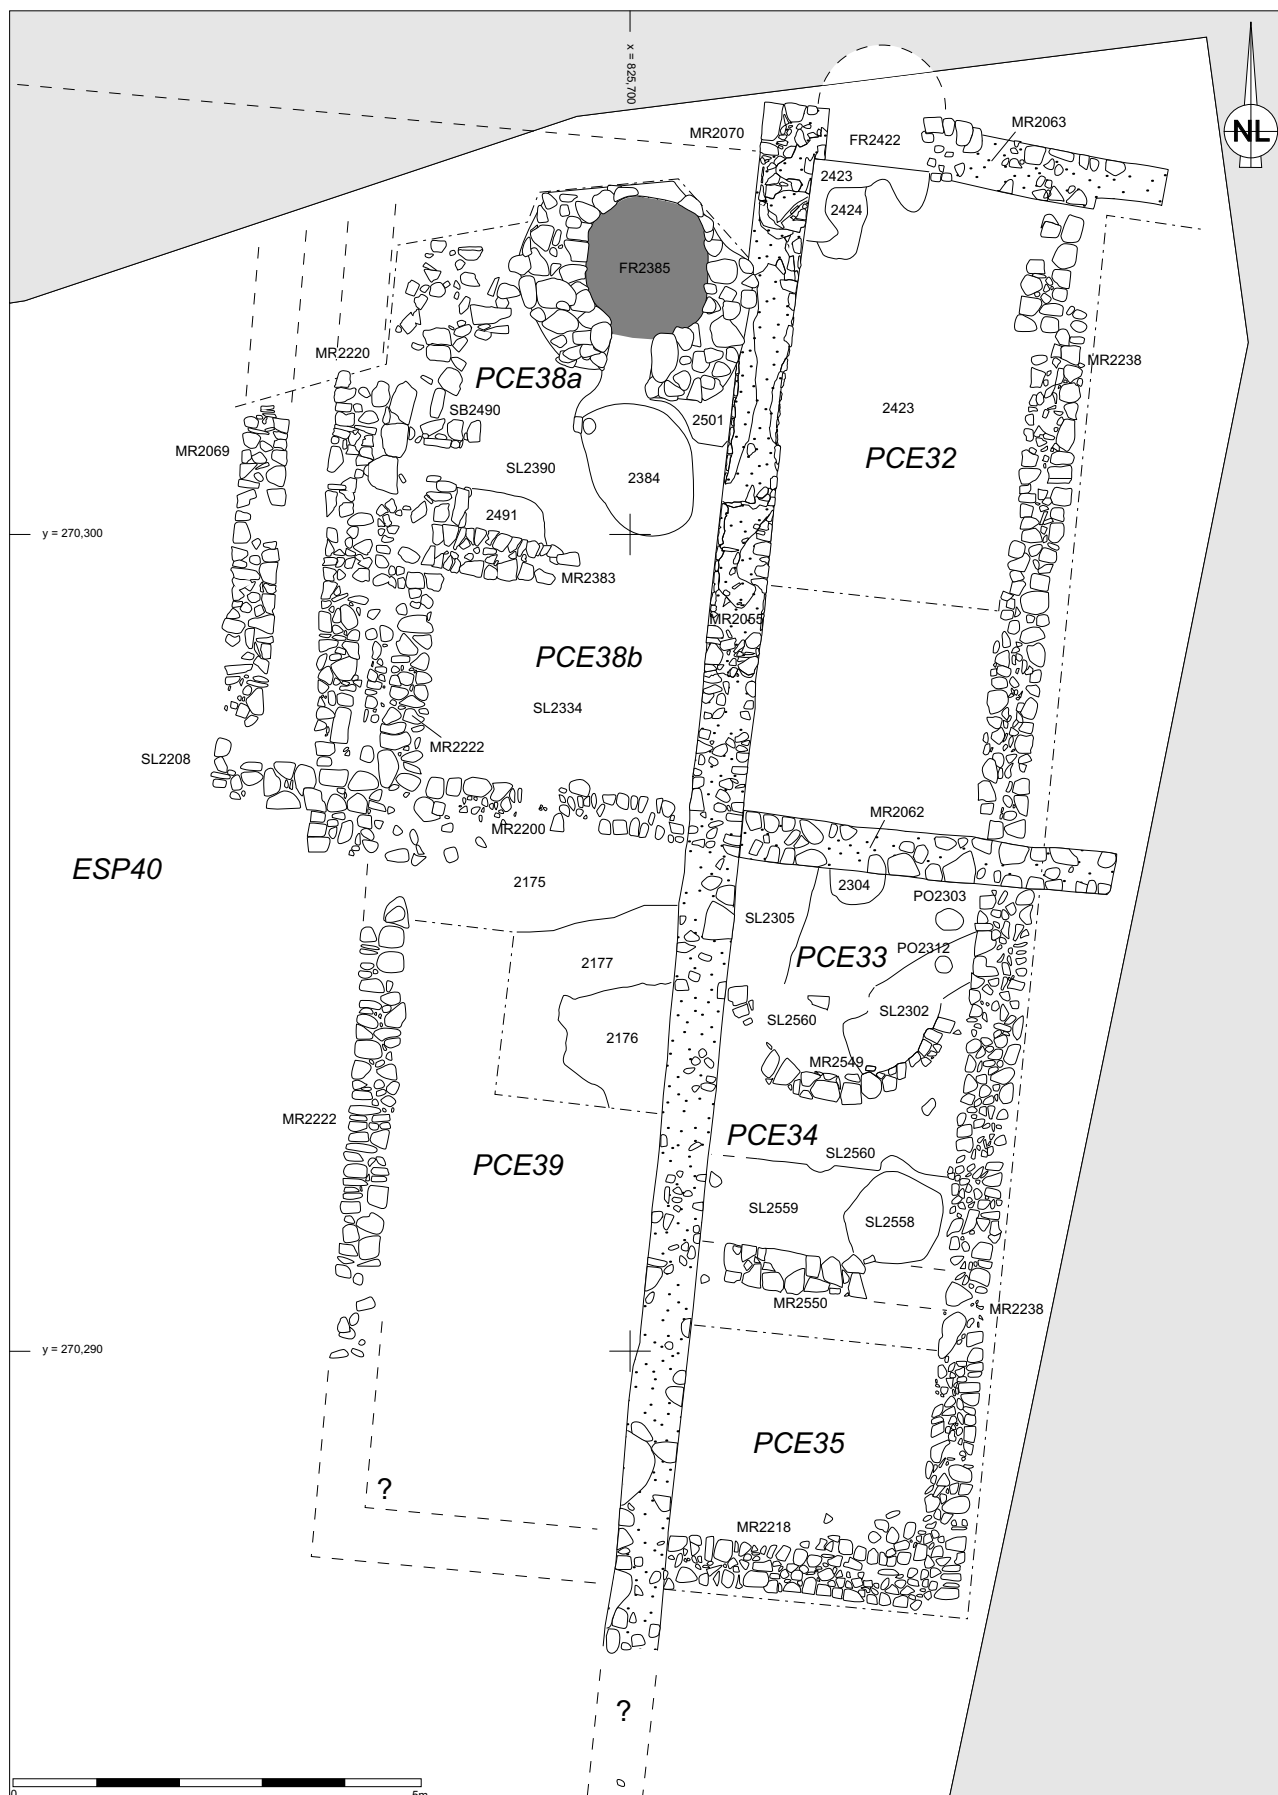 x = 825,700
NL
MR2070
FR2422
MR2063
2423
2424
FR2385
MR2220
PCE38a
MR2238
SB2490
2501
2423
MR2069
PCE32
SL2390
2384
2491
y = 270,300
MR2383
MR2055
PCE38b
SL2334
MR2222
SL2208
MR2200
MR2062
ESP40
2175
2304
PO2303
SL2305
PO2312
PCE33
2177
SL2302
SL2560
2176
MR2549
MR2222
PCE34
SL2560
PCE39
SL2559
SL2558
MR2550
MR2238
y = 270,290
PCE35
?
MR2218
?
0
5m